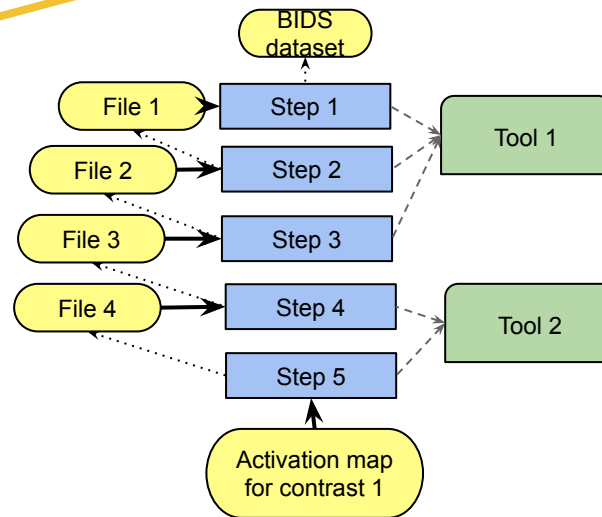 BIDS
dataset
File 1
Step 1
Tool 1
File 2
Step 2
File 3
Step 3
File 4
Step 4
Tool 2
Step 5
Activation map
for contrast 1